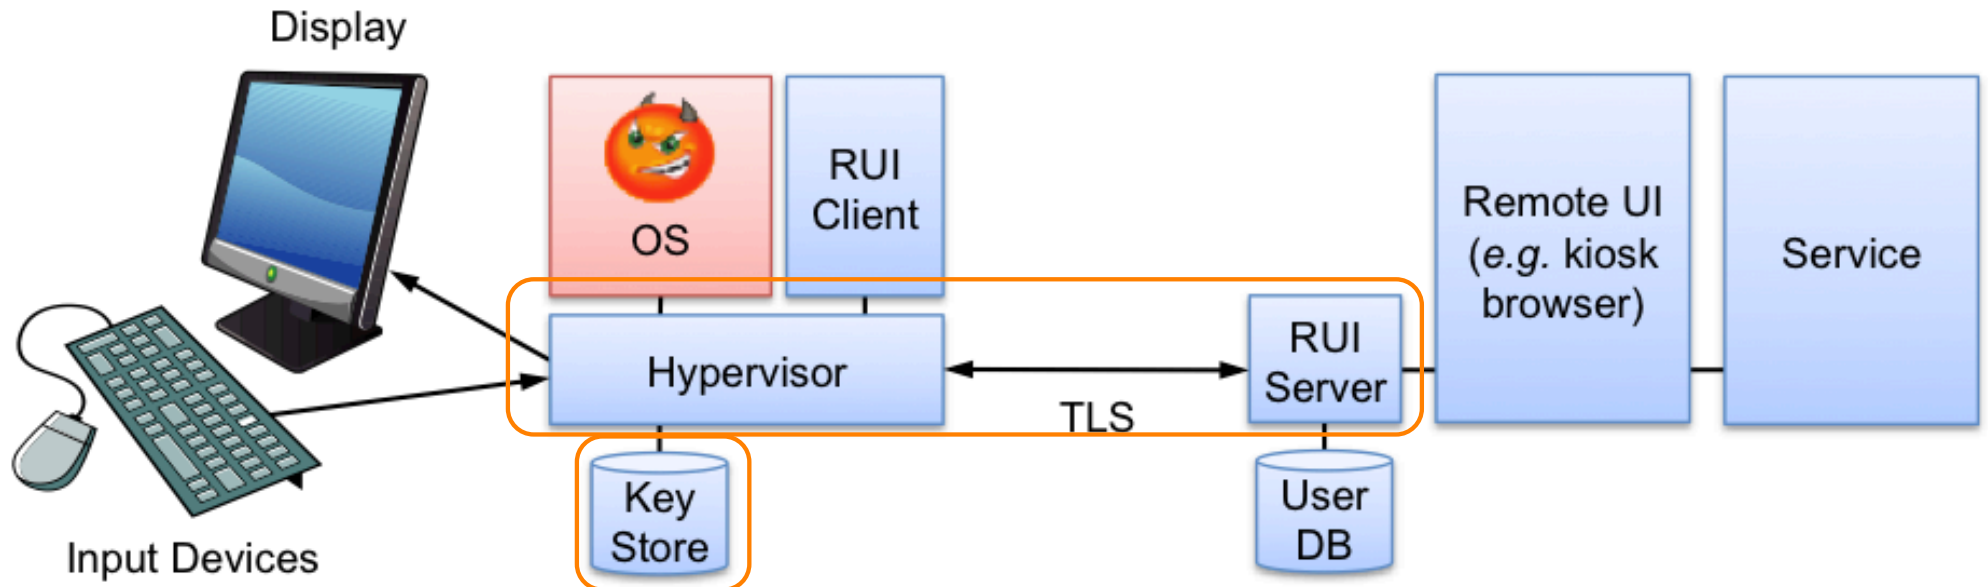 Display
OS
RUI
Client
Hypervisor
TLS
RUI
Server
Remote UI
(e.g. kiosk
browser)
Service
Key
Store
User
DB
Input Devices